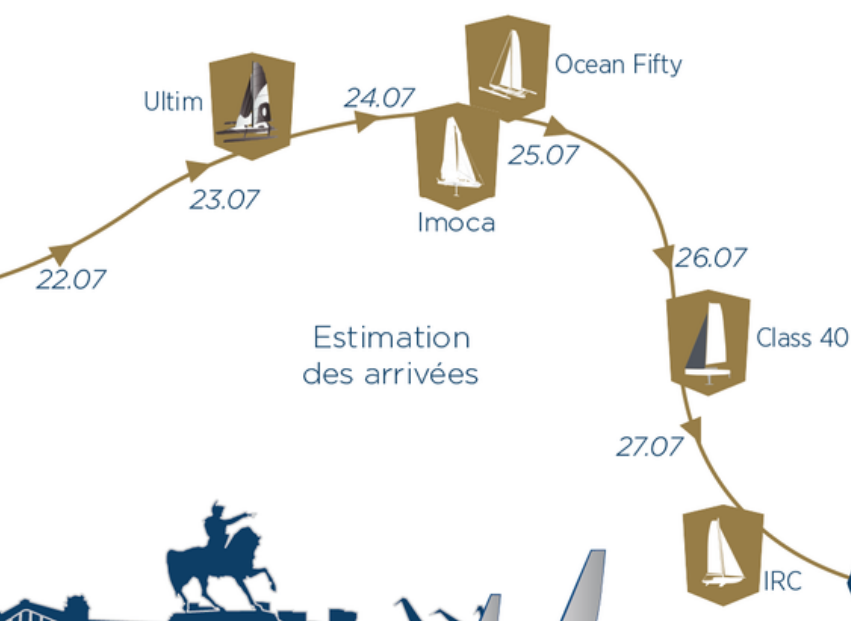 Ocean Fifty
Ultim
24.07
25.07
23.07
Imoca
26.07
22.07
Estimation
des arrivées
Class 40
27.07
IRC